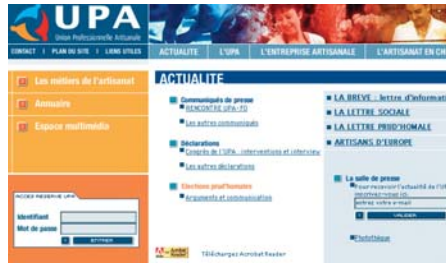 UPA
Union Professionnelle Artisanale
CONTACT | PLAN DU SITE | LIENS UTILES
ACTUALITE | L'UPA | L'ENTREPRISE ARTISANALE | L'ARTISANAT EN CH
Les métiers de l'artisanat
Annuaire
Espace multimédia
ACCES RESERVE UPA
Identifiant
Mot de passe
ENTRER
ACTUALITE
Communiqués de presse
RENCONTRE UPA-FO
Les autres communiqués
Déclarations
Congrès de l'UPA : interventions et interview
Les autres déclarations
Elections prud'homales
Arguments et communication
Téléchargez Acrobat Reader
LA BREVE : lettre d'informati
LA LETTRE SOCIALE
LA LETTRE PRUD'HOMALE
ARTISANS D'EUROPE
La salle de presse
Pour recevoir l'actualité de l'UP
inscrivez-vous ici.
entrez votre e-mail
VALIDER
Photothèque